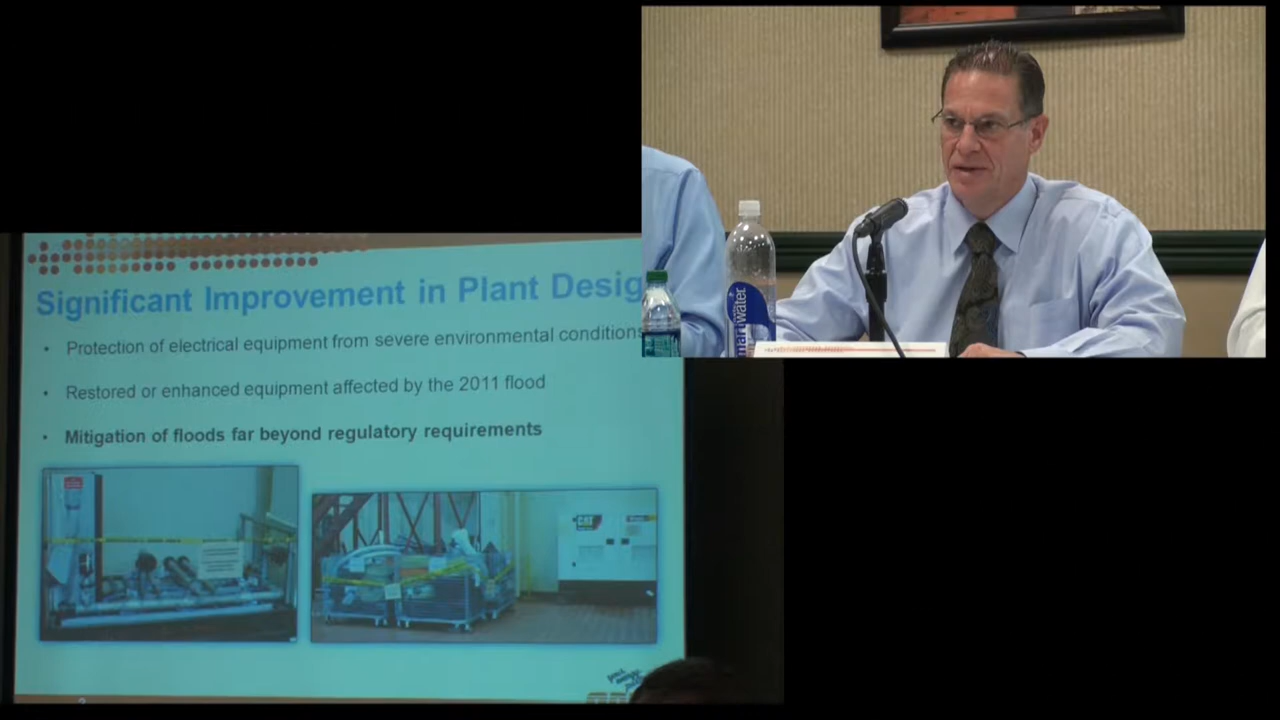 Significant Improvement in Plant Desig
• Protection of electrical equipment from severe environmental conditions
• Restored or enhanced equipment affected by the 2011 flood
• Mitigation of floods far beyond regulatory requirements
CAT
smartwater